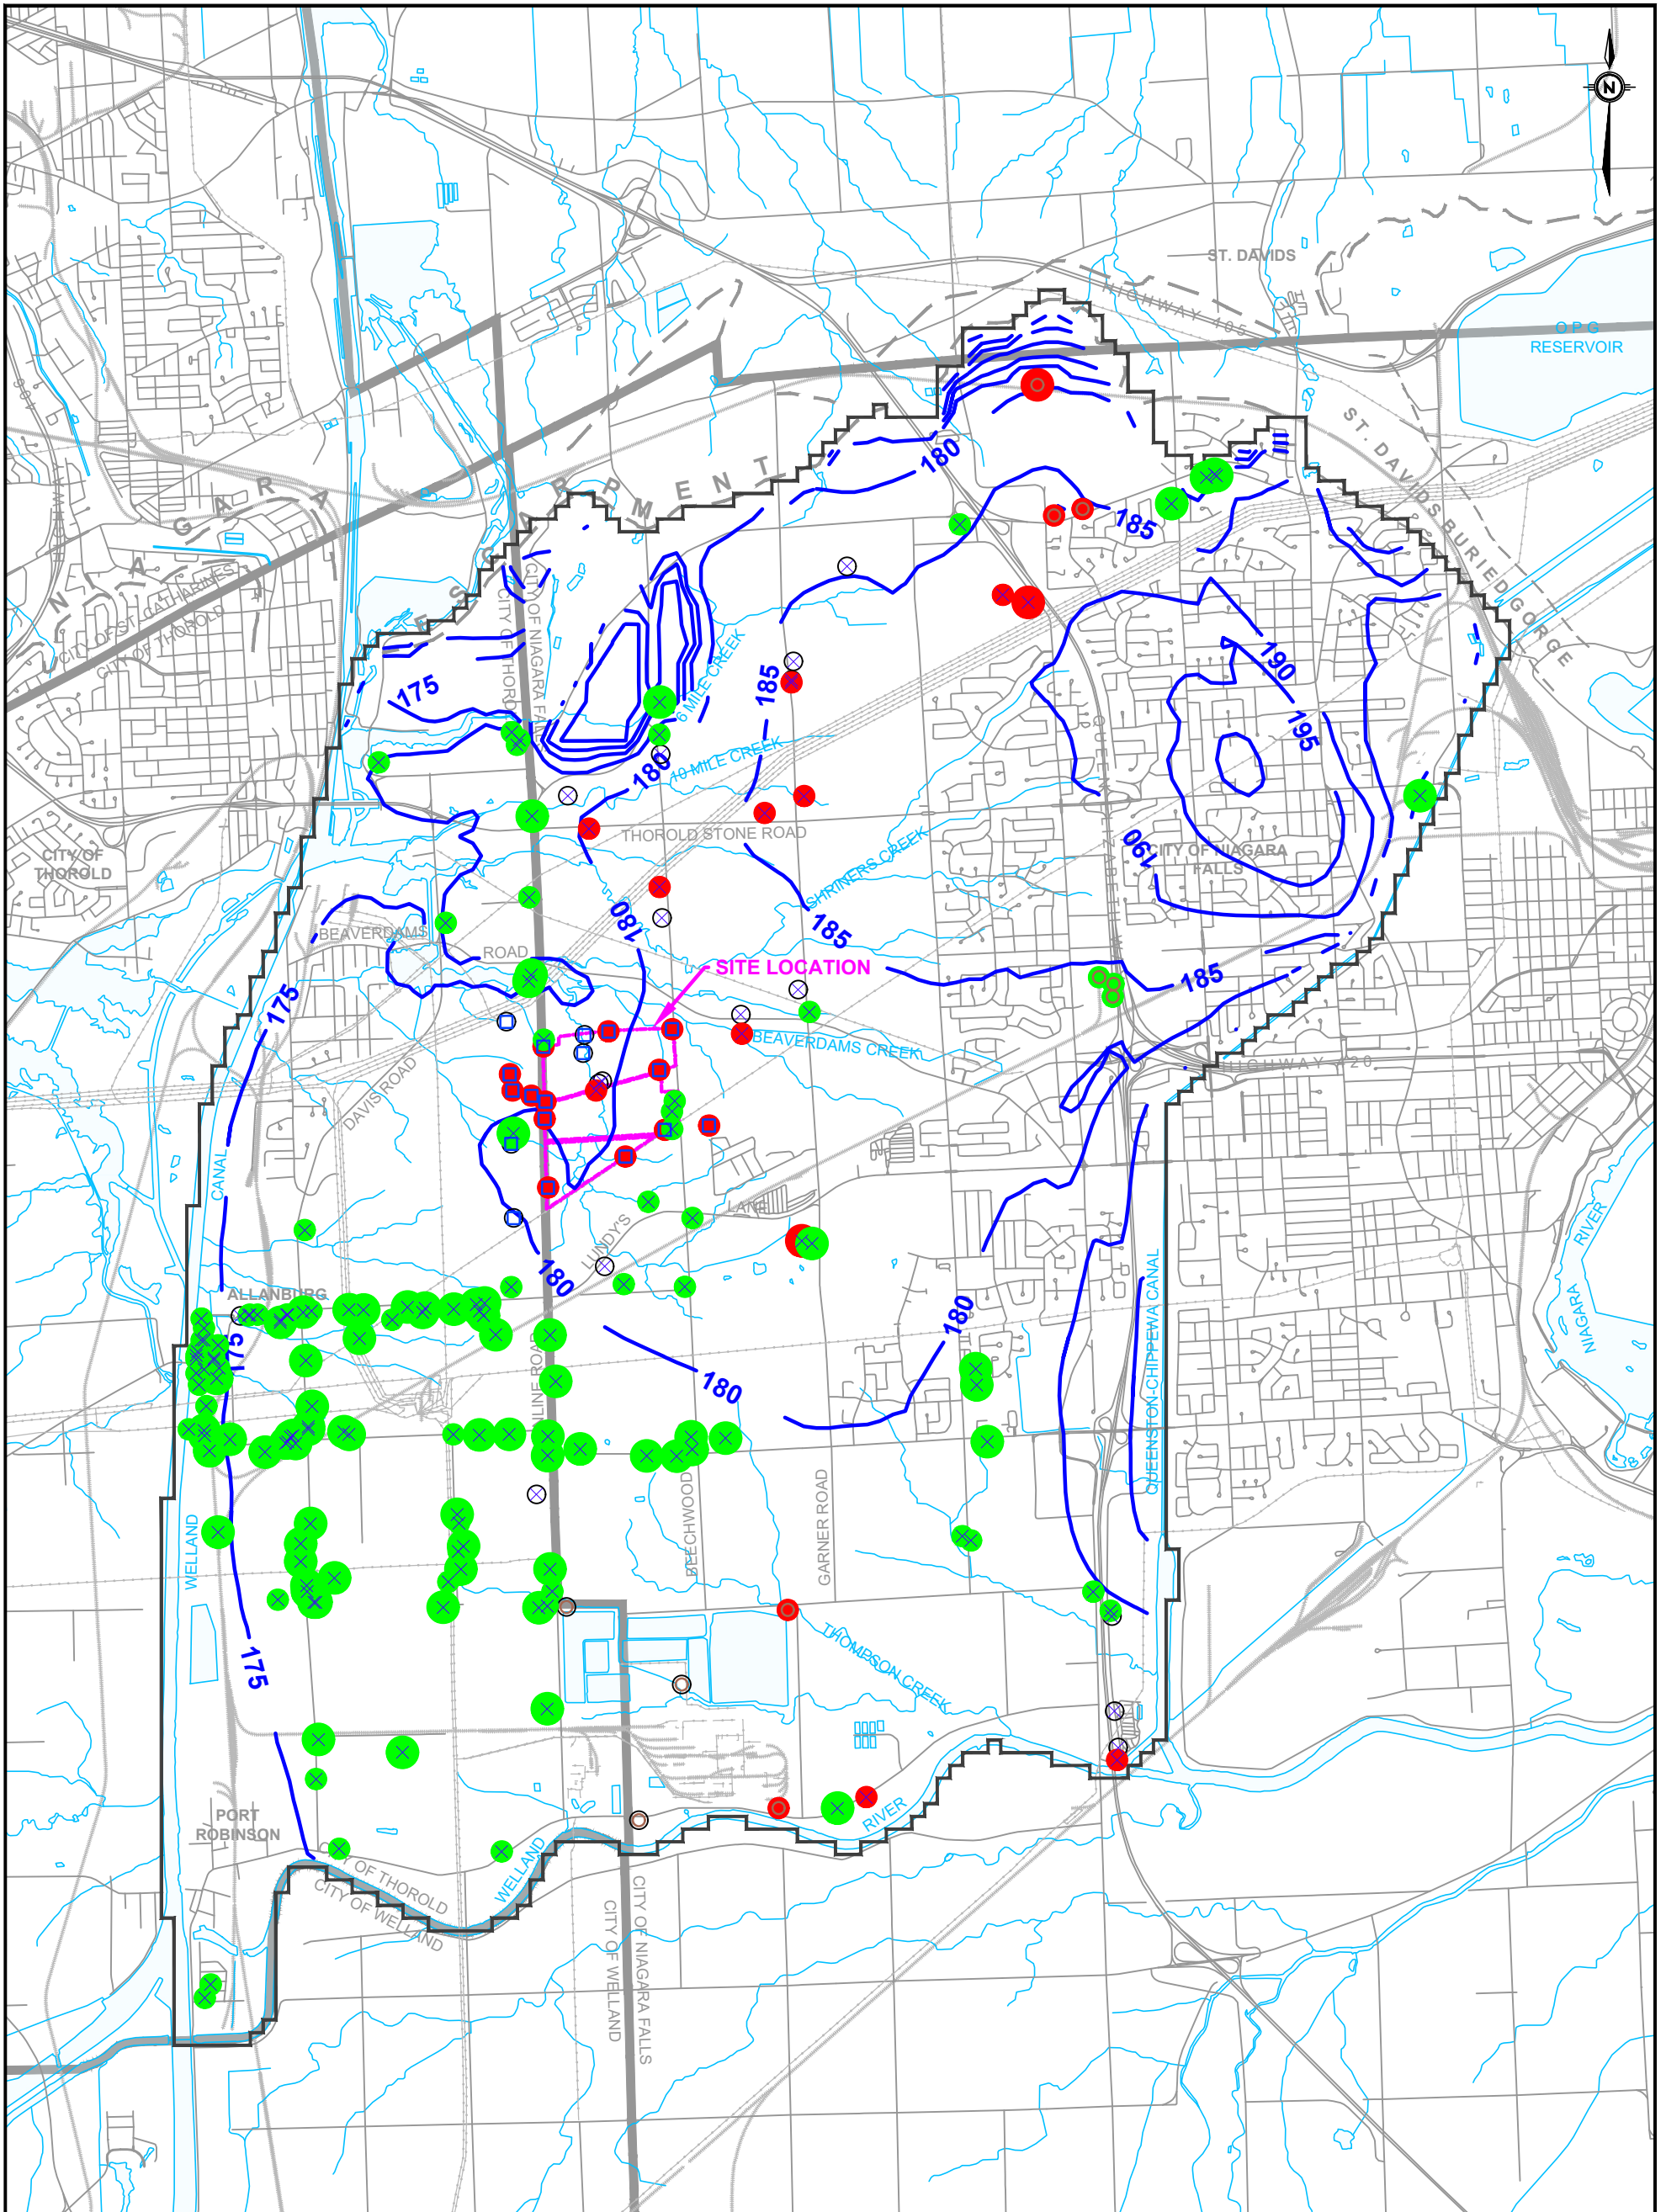 N
ST. DAVIDS
HIGHWAY 405
O P G
RESERVOIR
ST. DAVIDS BURIED GORGE
NIAGARA
ESCARPMENT
180
185
CITY OF ST. CATHARINES
CITY OF THOROLD
CITY OF THOROLD
CITY OF NIAGARA FALLS
175
6 MILE CREEK
185
190
195
180
10 MILE CREEK
THOROLD STONE ROAD
CITY OF
THOROLD
SHRINERS CREEK
QUEEN ELIZABETH WAY
CITY OF NIAGARA
FALLS
190
180
185
BEAVERDAMS
ROAD
SITE LOCATION
185
175
BEAVERDAMS CREEK
HIGHWAY 420
DAVIS ROAD
CANAL
LANE
LUNDY'S
RIVER
NIAGARA
180
ALLANBURG
175
180
180
QUEENSTON-CHIPPEWA CANAL
BEECHWOOD
GARNER ROAD
WELLAND
175
THOMPSON CREEK
PORT
ROBINSON
RIVER
WELLAND
CITY OF THOROLD
CITY OF WELLAND
CITY OF NIAGARA FALLS
CITY OF WELLAND